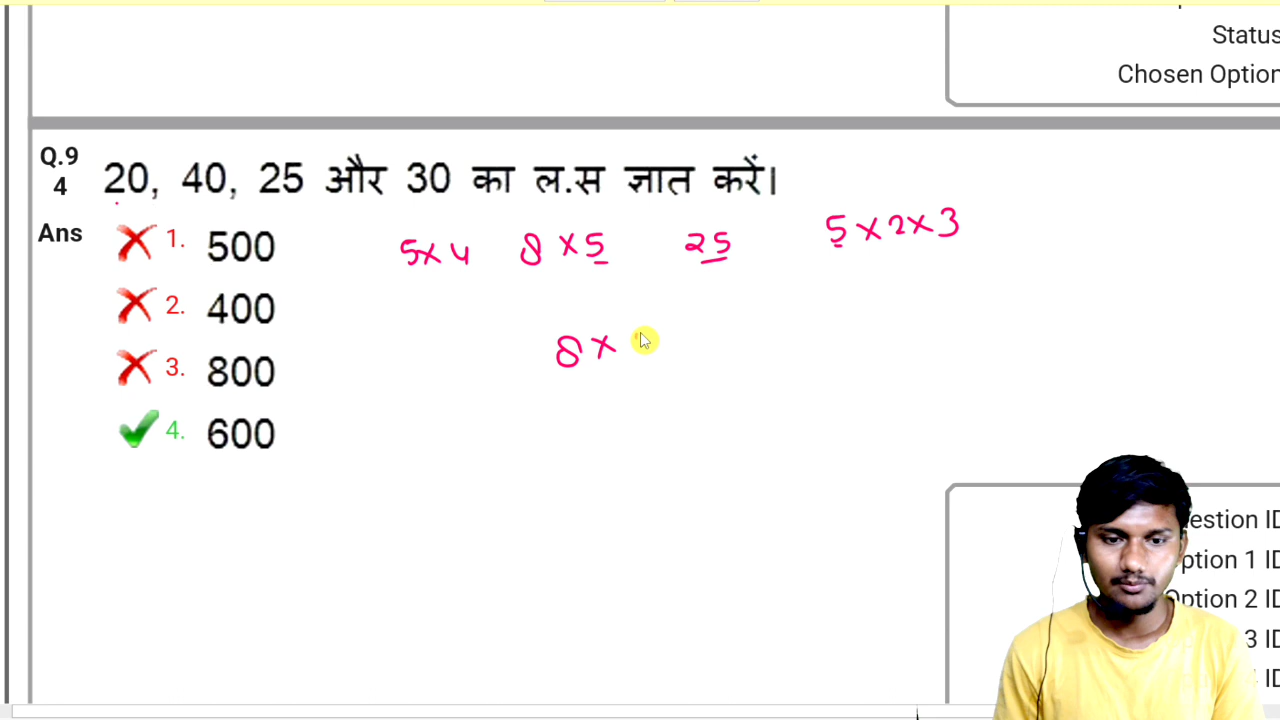 Status
Chosen Option
Q.9
4
20, 40, 25 और 30 का ल.स ज्ञात करें।
Ans
1. 500
2. 400
3. 800
4. 600
5x4 8x5 25 5x2x3
8x
estion ID
ption 1 ID
Option 2 ID
3 ID
ID